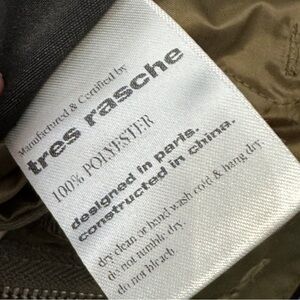 Manufactured & Certified by
tres rasche
100% POLYESTER
designed in paris.
constructed in china.
dry clean or hand wash cold & hang dry.
do not tumble dry.
do not bleach